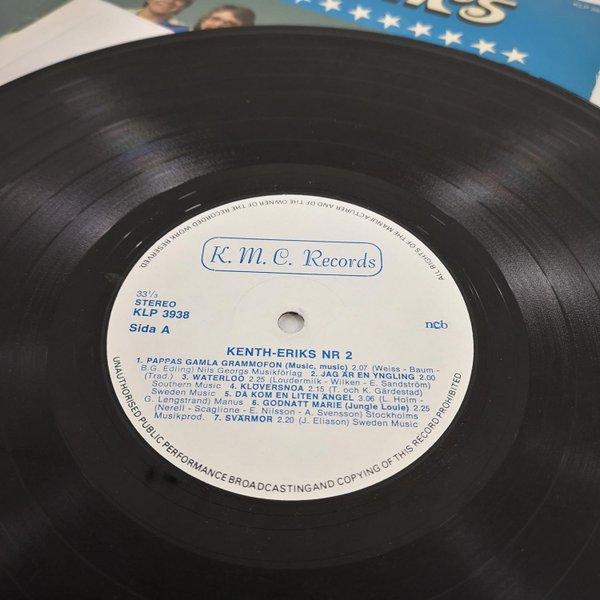 KS
KLP
K. M. C. Records
33 1/3
STEREO
KLP 3938
Sida A
ncb
KENTH-ERIKS NR 2
1. PAPPAS GAMLA GRAMMOFON (Music, music) 2.07 (Weiss - Baum -
B.G. Edling) Nils Georgs Musikförlag 2. JAG ÄR EN YNGLING 2.00
(Trad.) 3. WATERLOO 2.25 (Loudermilk - Wilken - E. Sandström)
Southern Music 4. KLÖVERSNOA 2.15 (T. och K. Gärdestad)
Sweden Music 5. DÅ KOM EN LITEN ÄNGEL 3.06 (L. Holm -
G. Lengstrand) Manus 6. GODNATT MARIE (Jungle Louie) 2.25
(Nerell - Scaglione - E. Nilsson - A. Svensson) Stockholms
Musikprod. 7. SVÄRMOR 2.20 (J. Eliason) Sweden Music
ALL RIGHTS OF THE MANUFACTURER AND OF THE OWNER OF THE RECORDED WORK RESERVED.
UNAUTHORISED PUBLIC PERFORMANCE BROADCASTING AND COPYING OF THIS RECORD PROHIBITED